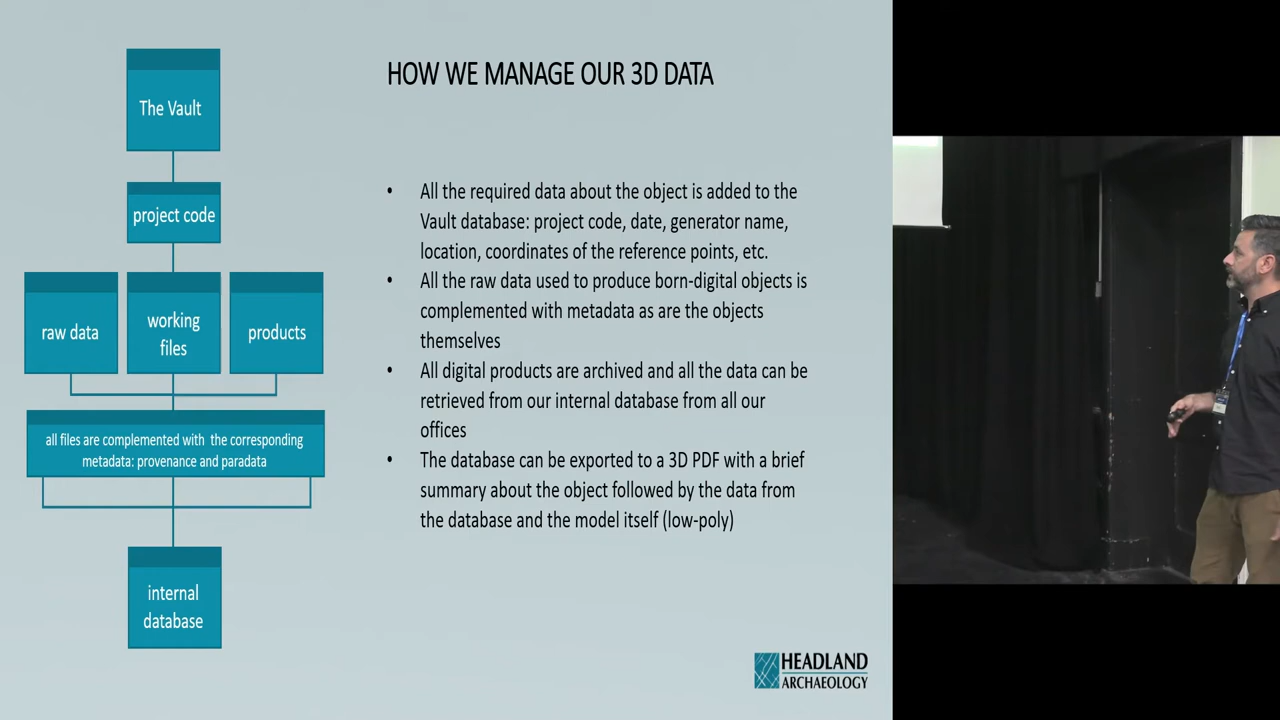 HOW WE MANAGE OUR 3D DATA
The Vault
project code
raw data
working
files
products
all files are complemented with the corresponding
metadata: provenance and paradata
internal
database
• All the required data about the object is added to the
Vault database: project code, date, generator name,
location, coordinates of the reference points, etc.
• All the raw data used to produce born-digital objects is
complemented with metadata as are the objects
themselves
• All digital products are archived and all the data can be
retrieved from our internal database from all our
offices
• The database can be exported to a 3D PDF with a brief
summary about the object followed by the data from
the database and the model itself (low-poly)
HEADLAND
ARCHAEOLOGY